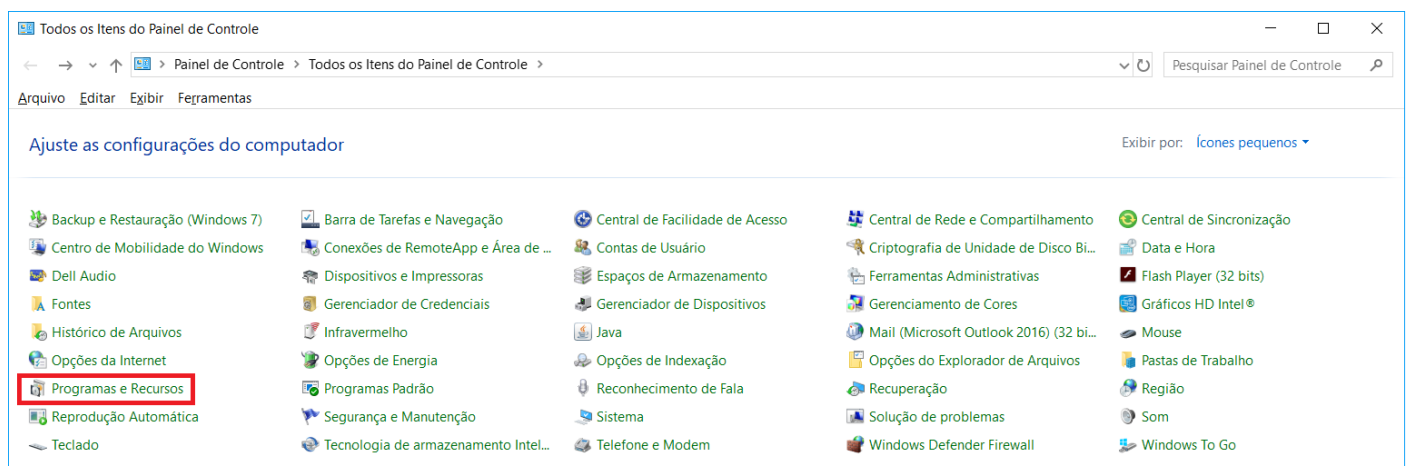 Todos os Itens do Painel de Controle
Painel de Controle > Todos os Itens do Painel de Controle >
Pesquisar Painel de Controle
Arquivo Editar Exibir Ferramentas
Ajuste as configurações do computador
Exibir por: Ícones pequenos
Backup e Restauração (Windows 7) Barra de Tarefas e Navegação Central de Facilidade de Acesso Central de Rede e Compartilhamento Central de Sincronização
Centro de Mobilidade do Windows Conexões de RemoteApp e Área de ... Contas de Usuário Criptografia de Unidade de Disco Bi... Data e Hora
Dell Audio Dispositivos e Impressoras Espaços de Armazenamento Ferramentas Administrativas Flash Player (32 bits)
Fontes Gerenciador de Credenciais Gerenciador de Dispositivos Gerenciamento de Cores Gráficos HD Intel®
Histórico de Arquivos Infravermelho Java Mail (Microsoft Outlook 2016) (32 bi... Mouse
Opções da Internet Opções de Energia Opções de Indexação Opções do Explorador de Arquivos Pastas de Trabalho
Programas e Recursos Programas Padrão Reconhecimento de Fala Recuperação Região
Reprodução Automática Segurança e Manutenção Sistema Solução de problemas Som
Teclado Tecnologia de armazenamento Intel... Telefone e Modem Windows Defender Firewall Windows To Go